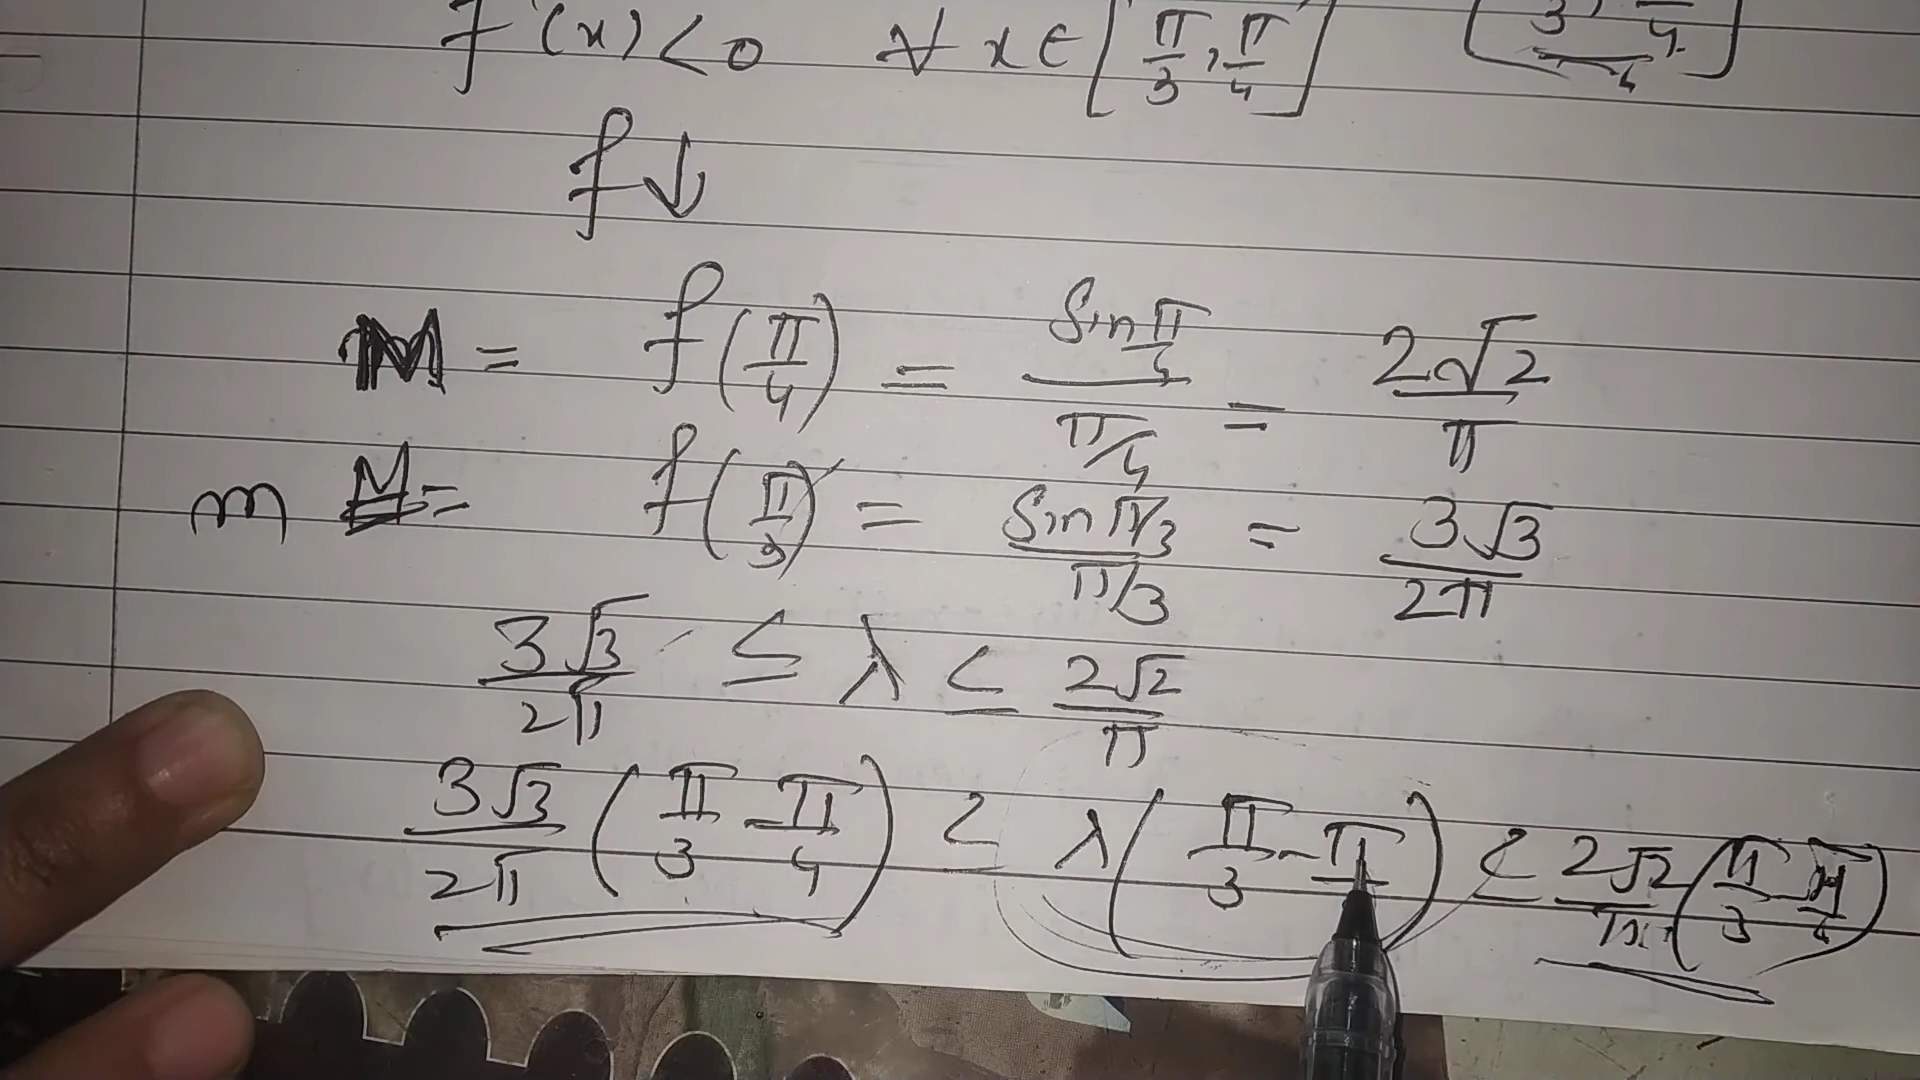 f'(x) < 0 ∀ x ∈ [π/3, π/4] [3, π/4]
f↓
M = f(π/4) = sin π/4 / π/4 = 2√2/π
m M = f(π/3) = sin π/3 / π/3 = 3√3/2π
3√3/2π ≤ λ ≤ 2√2/π
3√3/2π (π/3 - π/4) ≤ λ(π/3 - π ) ≤ 2√2/π (π/3 - π/4)